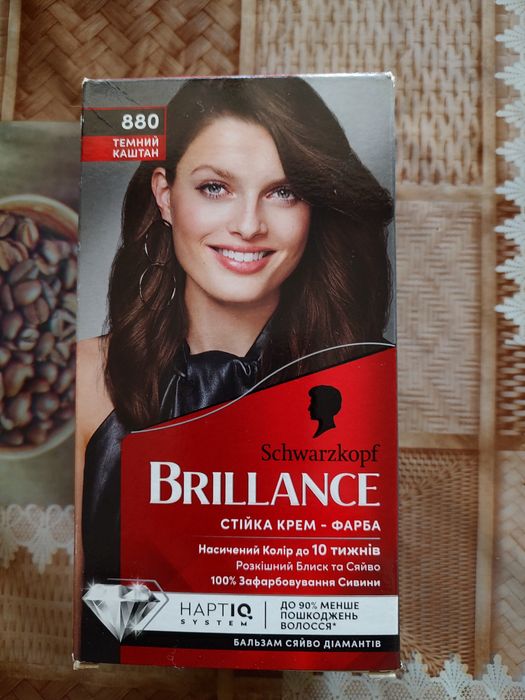 880
ТЕМНИЙ
КАШТАН
Schwarzkopf
BRILLANCE
СТІЙКА КРЕМ - ФАРБА
Насичений Колір до 10 тижнів
Розкішний Блиск та Сяйво
100% Зафарбовування Сивини
HAPTIQ
SYSTEM
ДО 90% МЕНШЕ
ПОШКОДЖЕНЬ
ВОЛОССЯ*
БАЛЬЗАМ СЯЙВО ДІАМАНТІВ